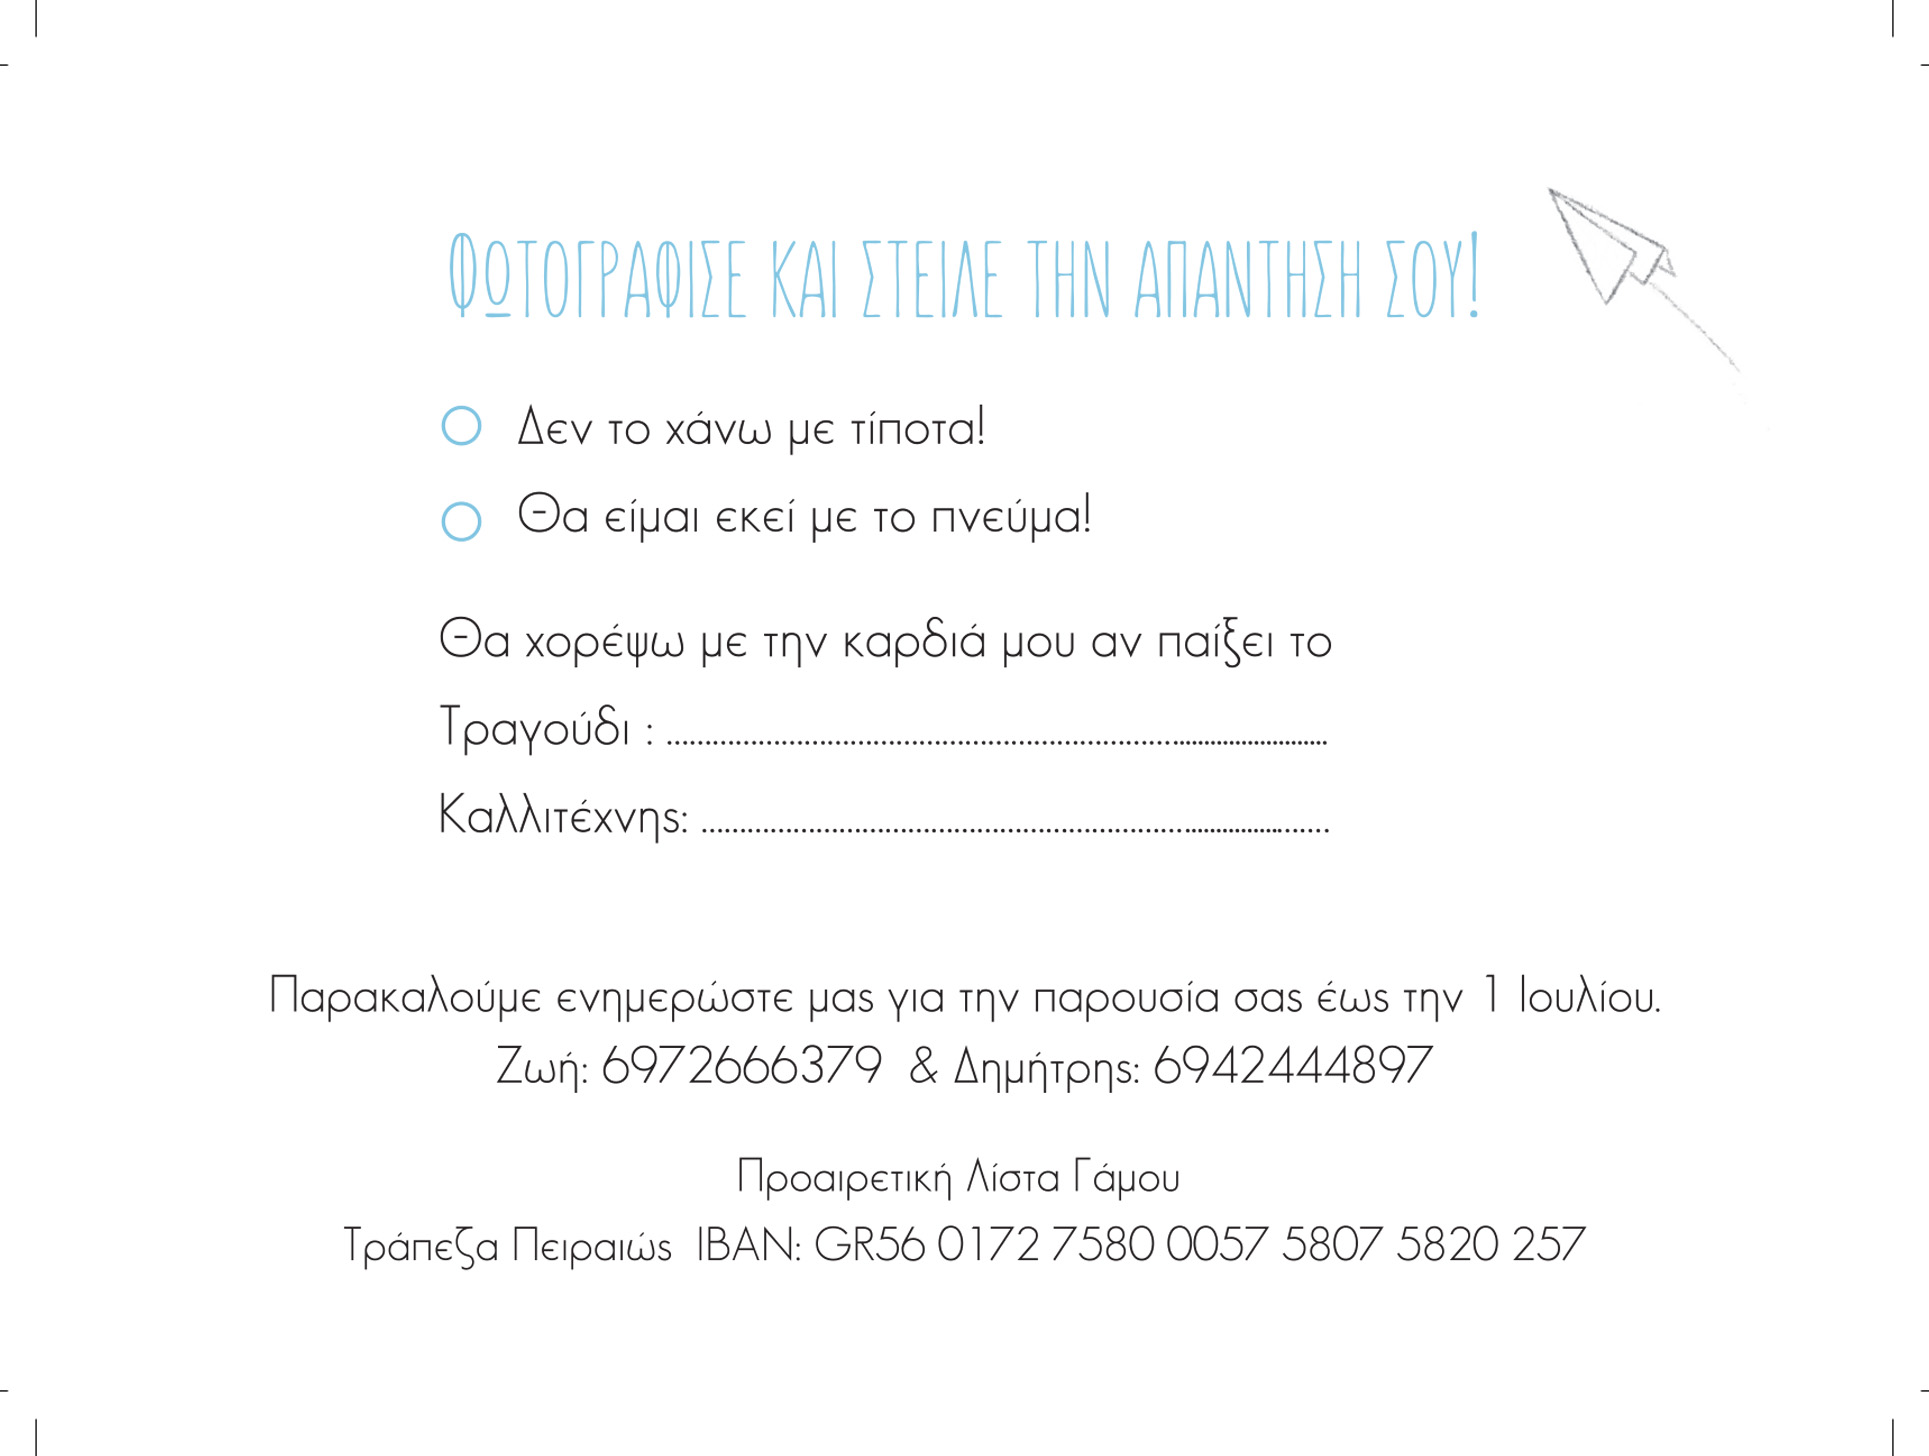 ΦΩΤΟΓΡΑΦΙΣΕ ΚΑΙ ΣΤΕΙΛΕ ΤΗΝ ΑΠΑΝΤΗΣΗ ΣΟΥ!
Δεν το χάνω με τίποτα!
Θα είμαι εκεί με το πνεύμα!
Θα χορέψω με την καρδιά μου αν παίξει το
Τραγούδι : ...............................................................................................
Καλλιτέχνης: ..........................................................................................
Παρακαλούμε ενημερώστε μας για την παρουσία σας έως την 1 Ιουλίου.
Ζωή: 6972666379 & Δημήτρης: 6942444897
Προαιρετική Λίστα Γάμου
Τράπεζα Πειραιώς IBAN: GR56 0172 7580 0057 5807 5820 257